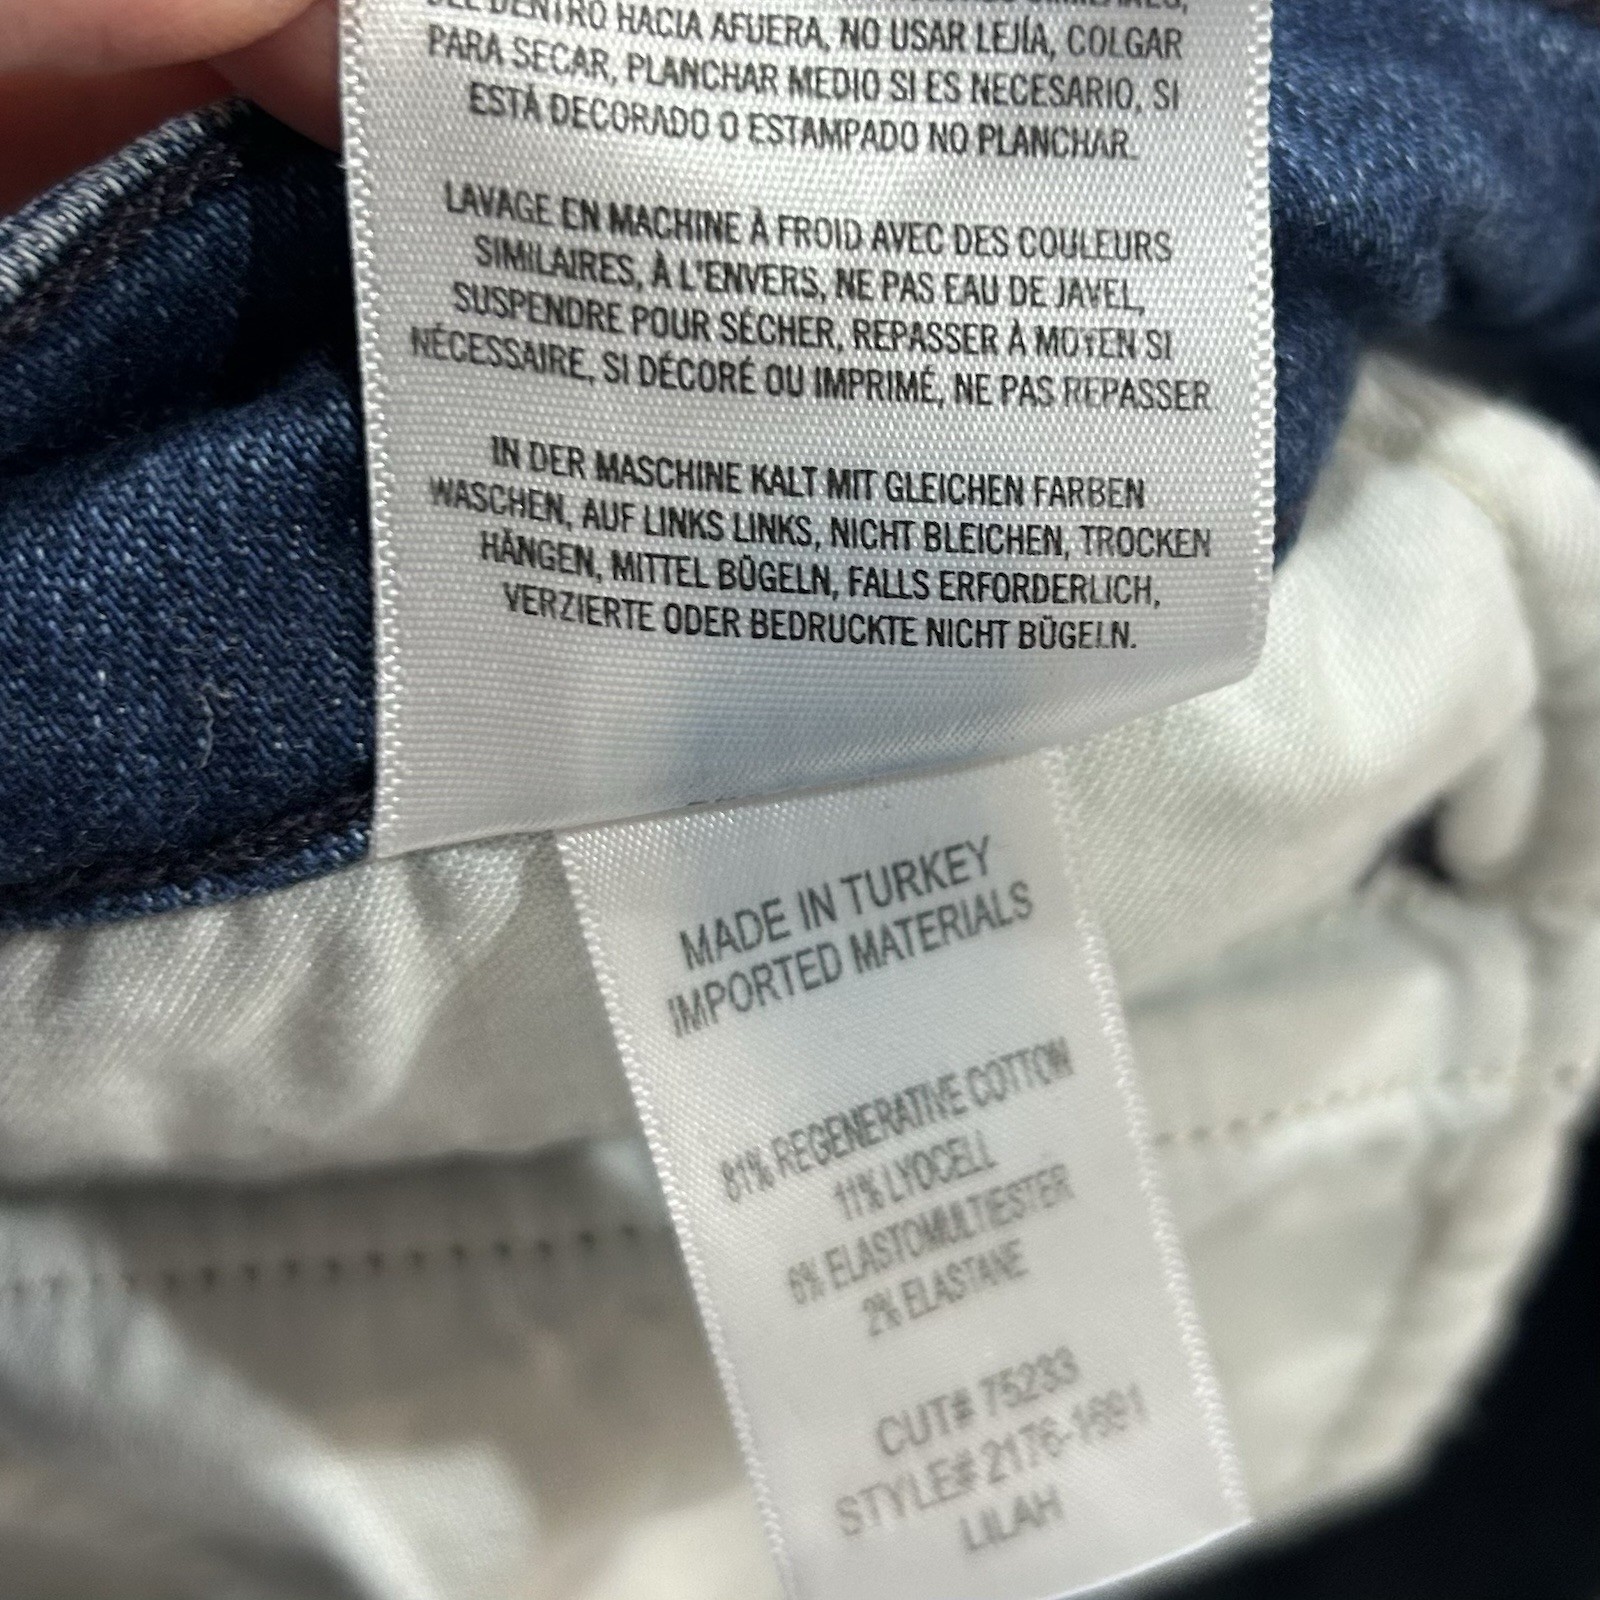 DEL DENTRO HACIA AFUERA, NO USAR LEJÍA, COLGAR
PARA SECAR, PLANCHAR MEDIO SI ES NECESARIO, SI
ESTÁ DECORADO O ESTAMPADO NO PLANCHAR.
LAVAGE EN MACHINE À FROID AVEC DES COULEURS
SIMILAIRES, À L'ENVERS, NE PAS EAU DE JAVEL,
SUSPENDRE POUR SÉCHER, REPASSER À MOYEN SI
NÉCESSAIRE, SI DÉCORÉ OU IMPRIMÉ, NE PAS REPASSER.
IN DER MASCHINE KALT MIT GLEICHEN FARBEN
WASCHEN, AUF LINKS LINKS, NICHT BLEICHEN, TROCKEN
HÄNGEN, MITTEL BÜGELN, FALLS ERFORDERLICH,
VERZIERTE ODER BEDRUCKTE NICHT BÜGELN.
MADE IN TURKEY
IMPORTED MATERIALS
81% REGENERATIVE COTTON
11% LYOCELL
6% ELASTOMULTIESTER
2% ELASTANE
CUT# 75233
STYLE# 2176-1691
LILAH